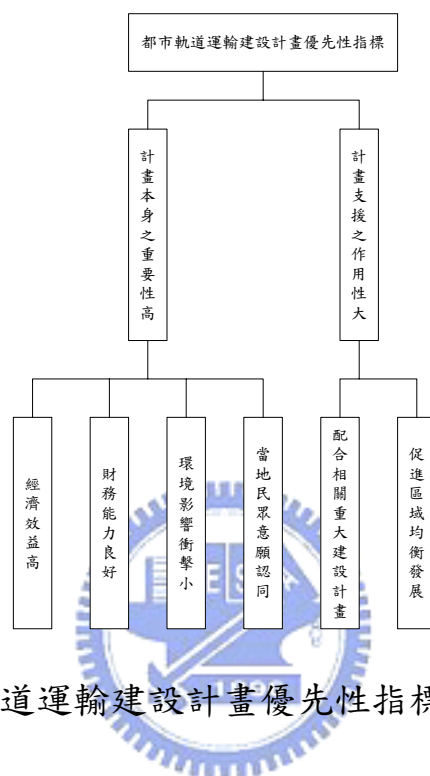 都市軌道運輸建設計畫優先性指標
計畫本身之重要性高
計畫支援之作用性大
經濟效益高
財務能力良好
環境影響衝擊小
當地民眾意願認同
配合相關重大建設計畫
促進區域均衡發展
道運輸建設計畫優先性指標